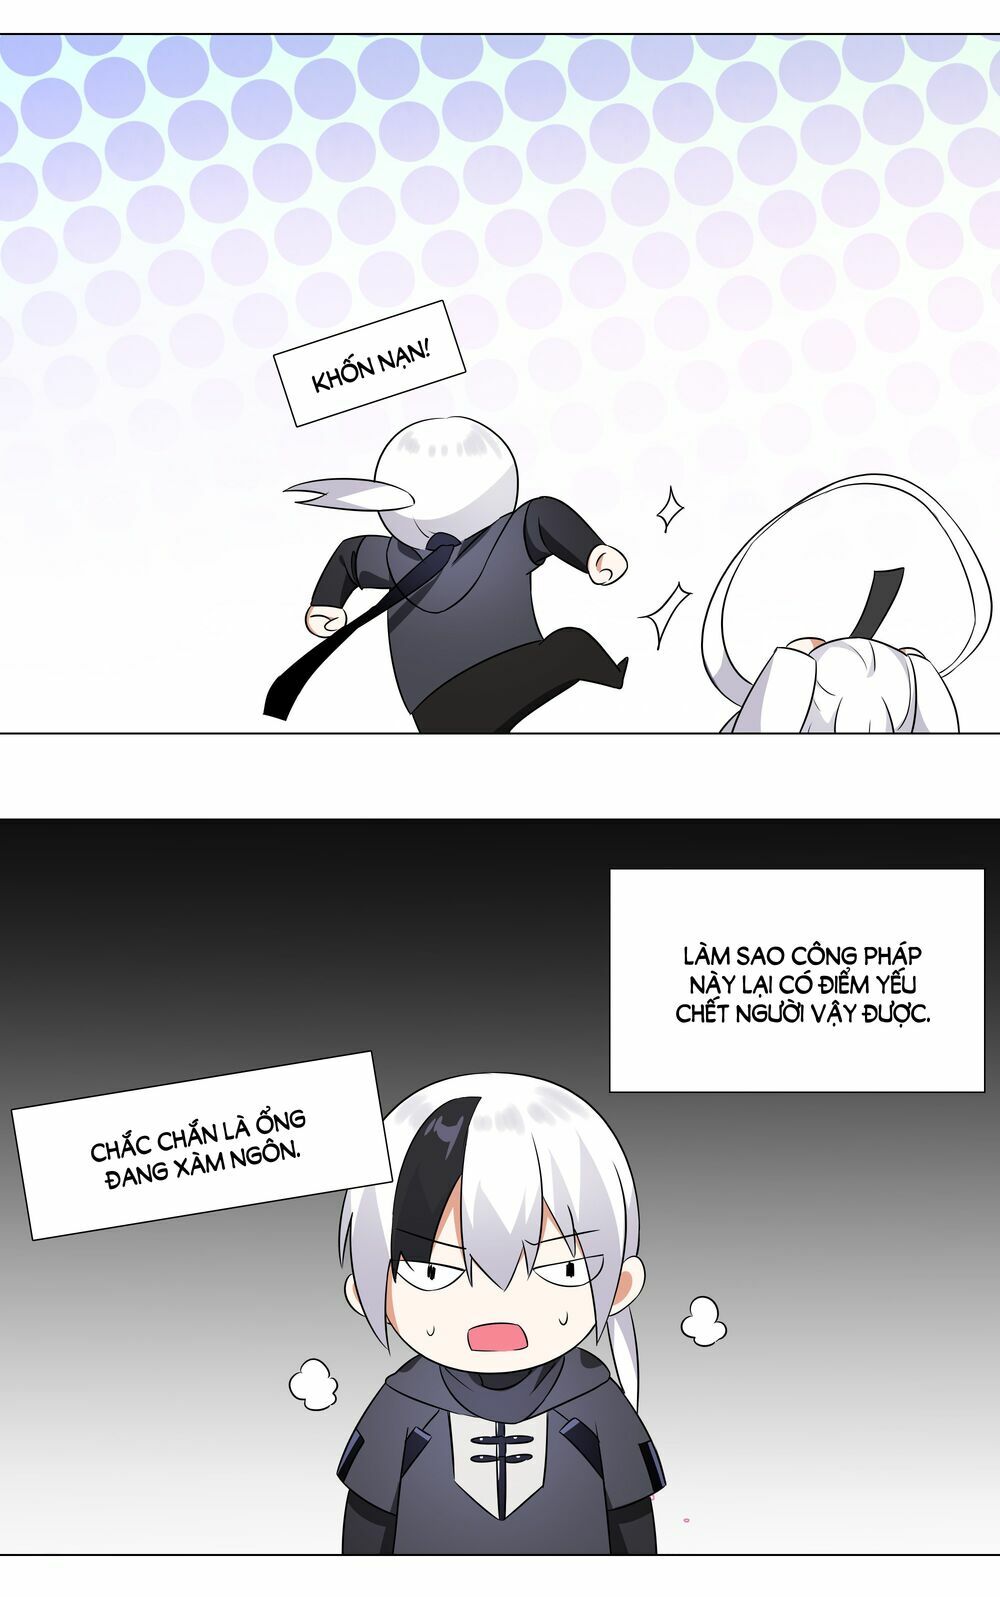 KHỐN NẠN!
LÀM SAO CÔNG PHÁP
NÀY LẠI CÓ ĐIỂM YẾU
CHẾT NGƯỜI VẬY ĐƯỢC.
CHẮC CHẮN LÀ ỔNG
ĐANG XÀM NGÔN.